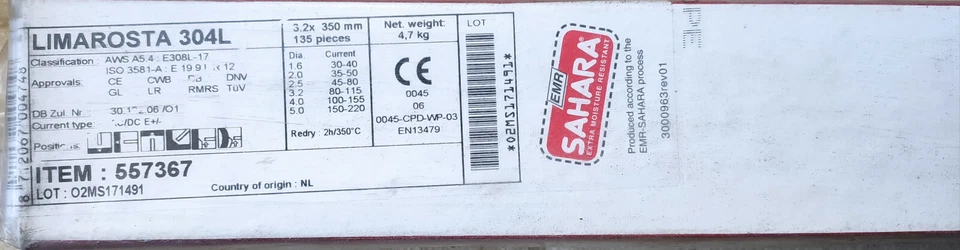 LIMAROSTA 304L
Classification : AWS A5.4 : E308L-17
ISO 3581-A : E 19 9 L R 12
Approvals: CE CWB DB DNV
GL LR RMRS TÜV
DB Zul. Nr
Current type: DC E+/-
ITEM : 557367
LOT : O2MS171491
Country of origin : NL
3.2x 350 mm
135 pieces
Dia. Current
1.6 30-40
2.0 35-50
2.5 45-80
3.2 80-115
4.0 100-155
5.0 150-220
Redry : 2h/350°C
Net. weight:
4,7 kg
CE
0045
06
0045-CPD-WP-03
EN13479
LOT
*02MS171491*
EMR
SAHARA
EXTRA MOISTURE RESISTANT
Produced according to the
EMR-SAHARA process
3000963rev01
PE